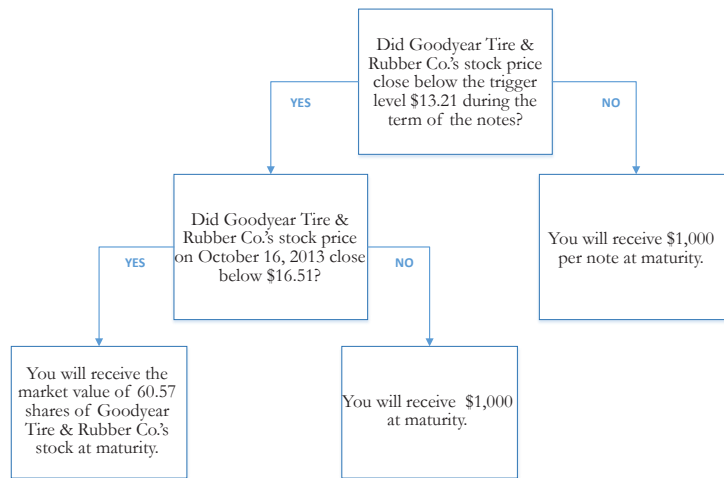 Did Goodyear Tire &
Rubber Co.'s stock price
close below the trigger
level $13.21 during the
term of the notes?
YES
NO
Did Goodyear Tire &
Rubber Co.'s stock price
on October 16, 2013 close
below $16.51?
You will receive $1,000
per note at maturity.
YES
NO
You will receive the
market value of 60.57
shares of Goodyear
Tire & Rubber Co.'s
stock at maturity.
You will receive $1,000
at maturity.